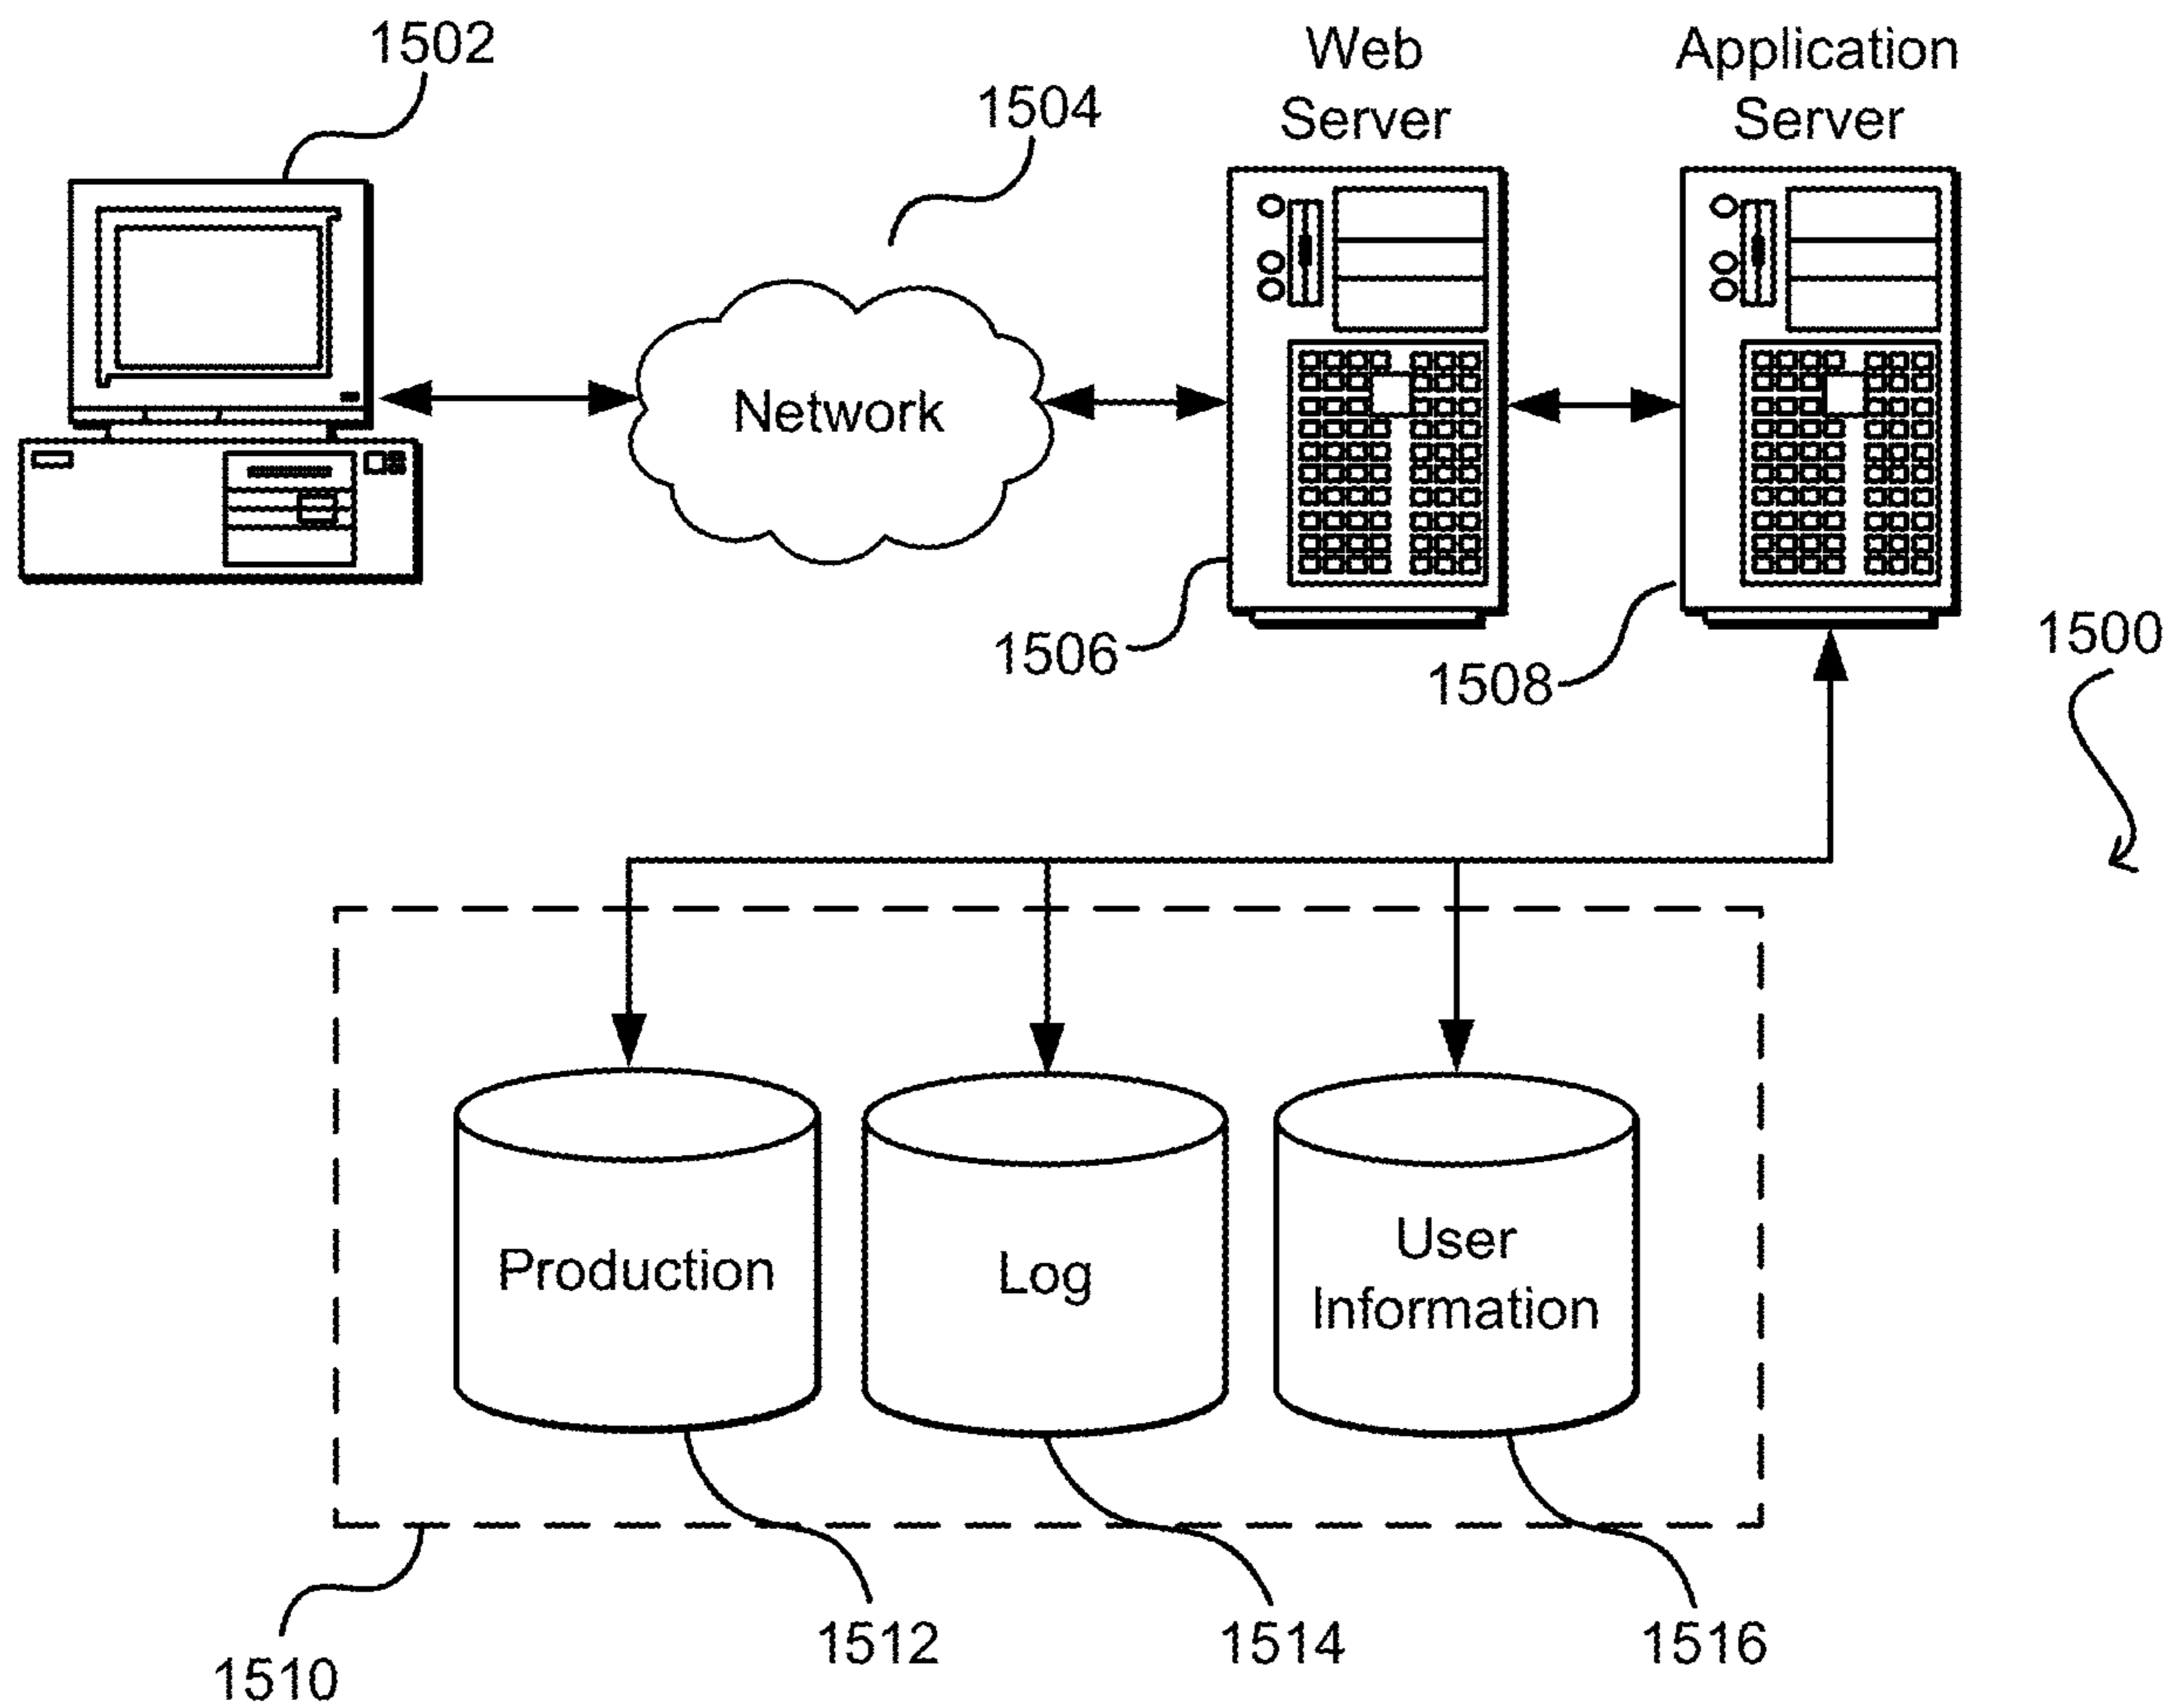 1502
1504
Web
Server
Application
Server
Network
1506
1508
1500
Production
Log
User
Information
1510
1512
1514
1516